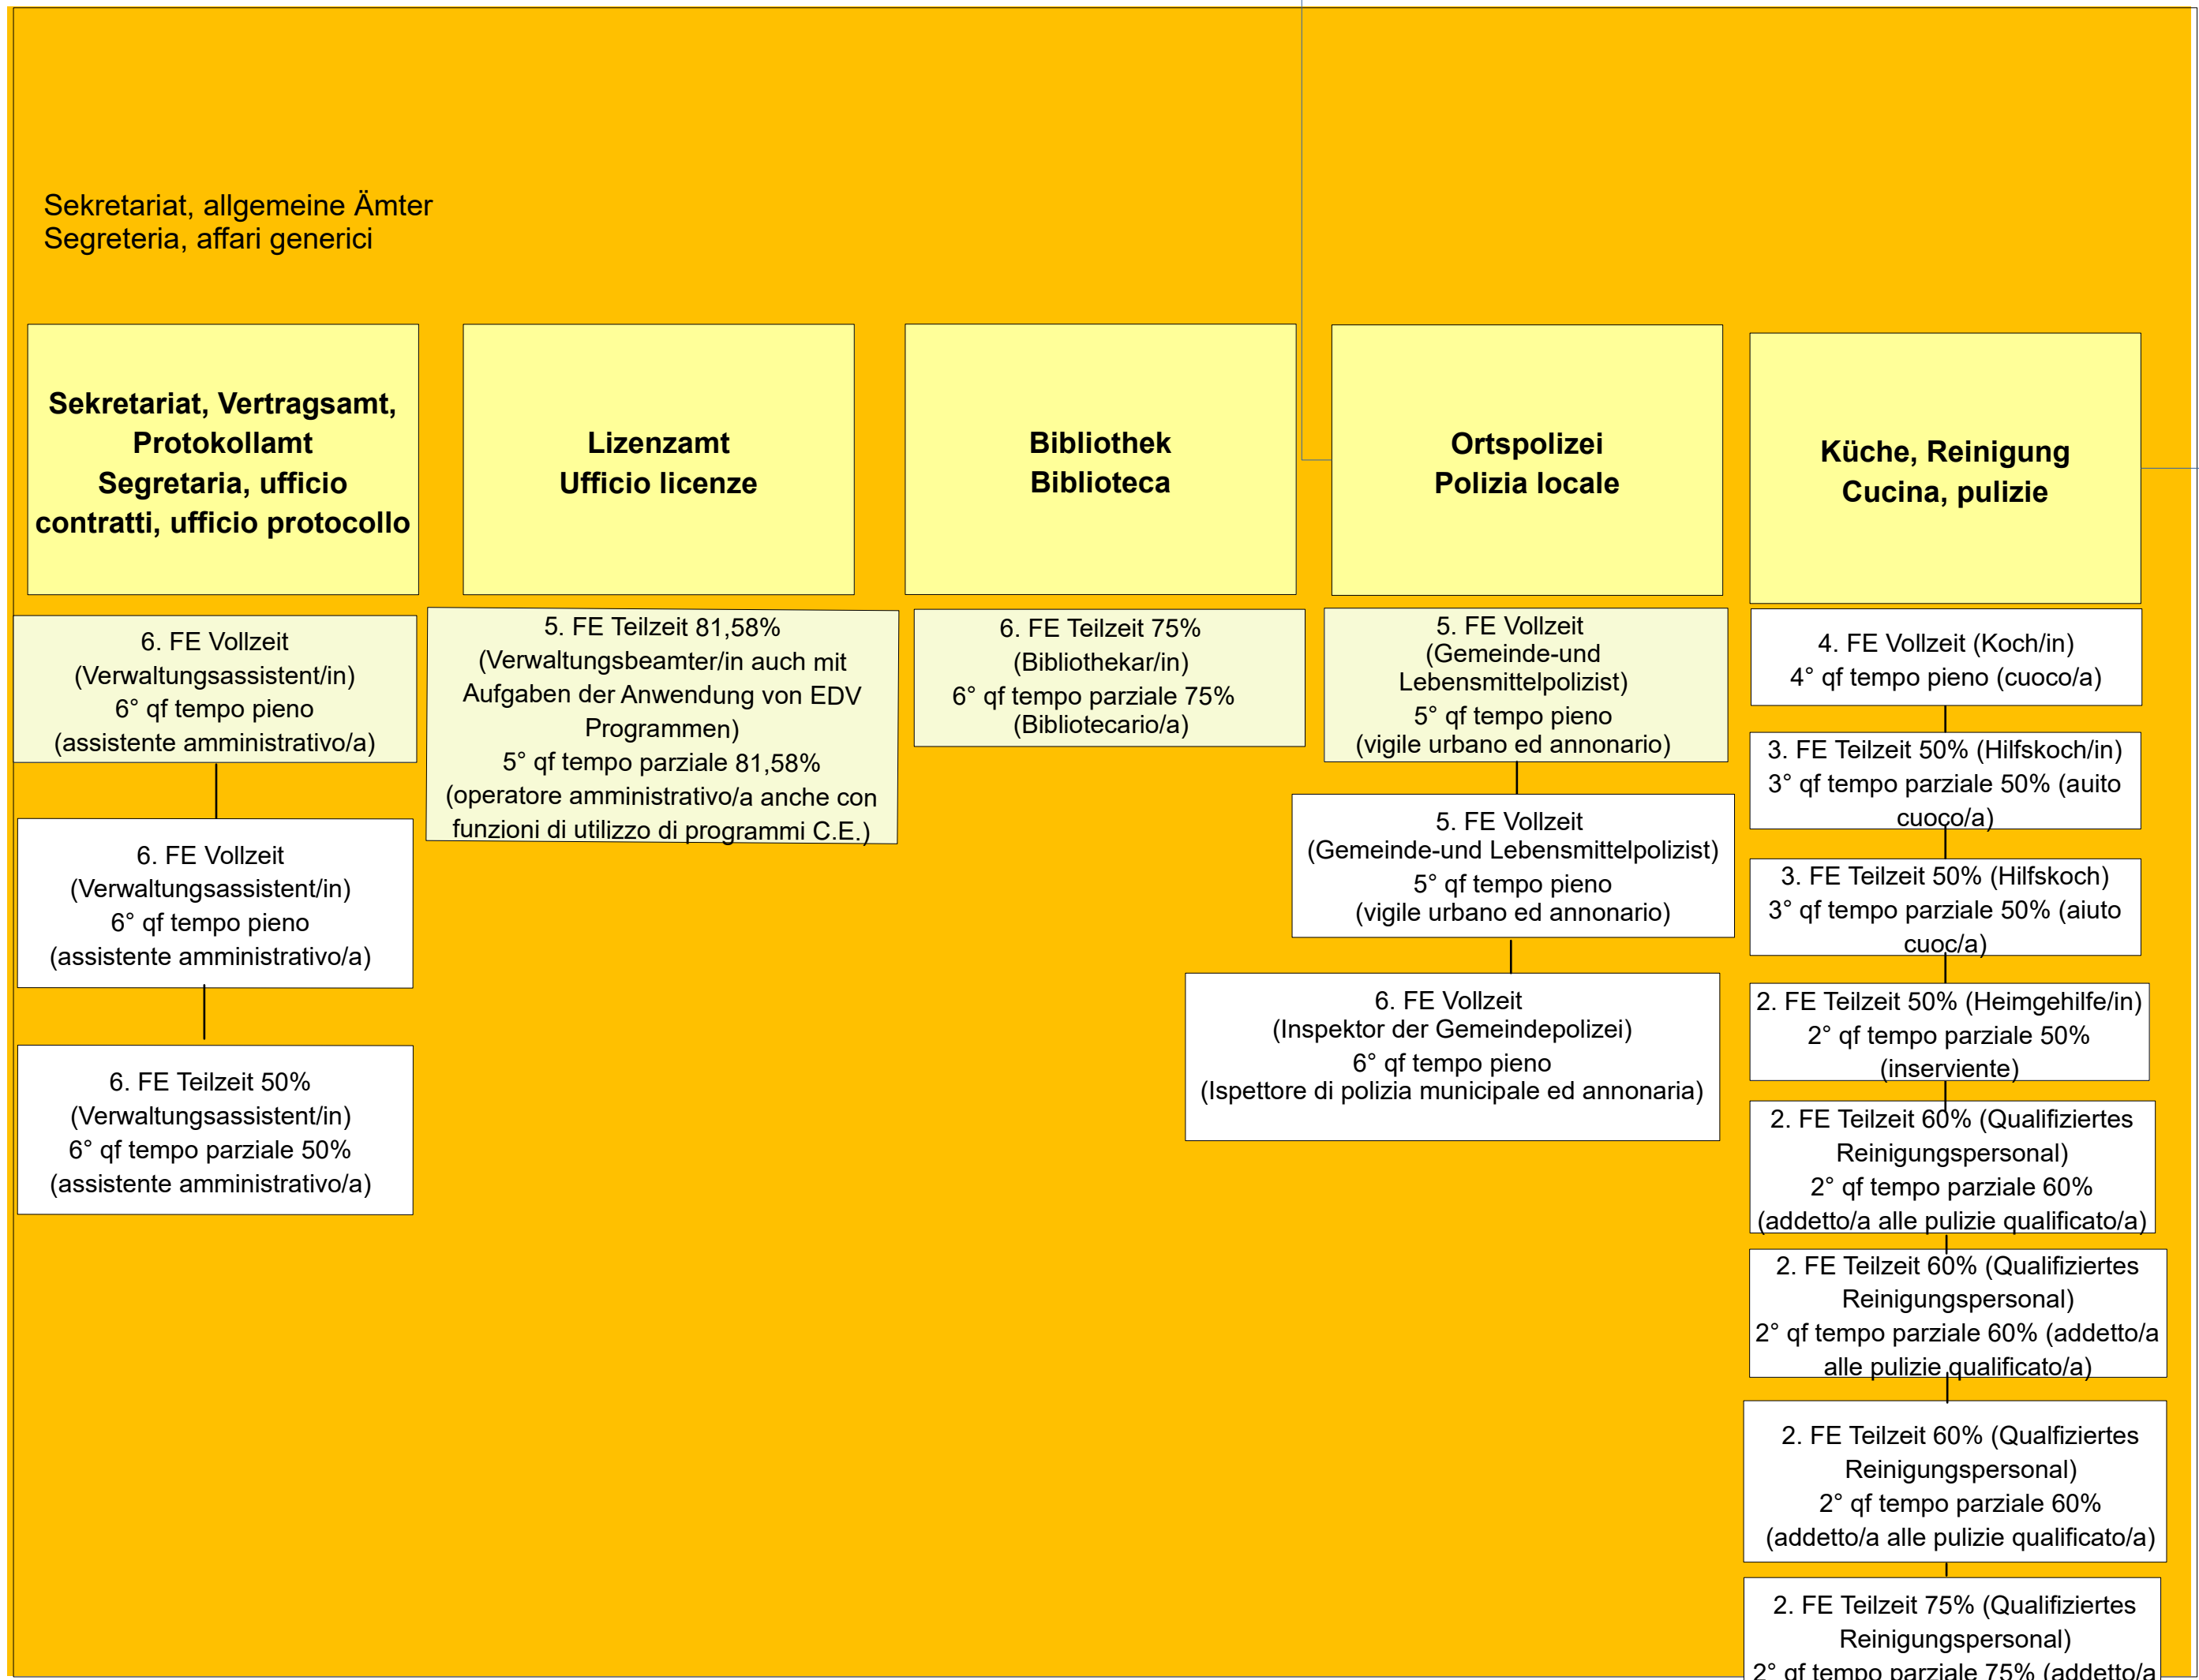 Sekretariat, allgemeine Ämter
Segreteria, affari generici
Sekretariat, Vertragsamt,
Protokollamt
Segretaria, ufficio
contratti, ufficio protocollo
6. FE Vollzeit
(Verwaltungsassistent/in)
6° qf tempo pieno
(assistente amministrativo/a)
6. FE Vollzeit
(Verwaltungsassistent/in)
6° qf tempo pieno
(assistente amministrativo/a)
6. FE Teilzeit 50%
(Verwaltungsassistent/in)
6° qf tempo parziale 50%
(assistente amministrativo/a)
Lizenzamt
Ufficio licenze
5. FE Teilzeit 81,58%
(Verwaltungsbeamter/in auch mit
Aufgaben der Anwendung von EDV
Programmen)
5° qf tempo parziale 81,58%
(operatore amministrativo/a anche con
funzioni di utilizzo di programmi C.E.)
Bibliothek
Biblioteca
6. FE Teilzeit 75%
(Bibliothekar/in)
6° qf tempo parziale 75%
(Bibliotecario/a)
Ortspolizei
Polizia locale
5. FE Vollzeit
(Gemeinde-und
Lebensmittelpolizist)
5° qf tempo pieno
(vigile urbano ed annonario)
5. FE Vollzeit
(Gemeinde-und Lebensmittelpolizist)
5° qf tempo pieno
(vigile urbano ed annonario)
6. FE Vollzeit
(Inspektor der Gemeindepolizei)
6° qf tempo pieno
(Ispettore di polizia municipale ed annonaria)
Küche, Reinigung
Cucina, pulizie
4. FE Vollzeit (Koch/in)
4° qf tempo pieno (cuoco/a)
3. FE Teilzeit 50% (Hilfskoch/in)
3° qf tempo parziale 50% (auito
cuoco/a)
3. FE Teilzeit 50% (Hilfskoch)
3° qf tempo parziale 50% (aiuto
cuoc/a)
2. FE Teilzeit 50% (Heimgehilfe/in)
2° qf tempo parziale 50%
(inserviente)
2. FE Teilzeit 60% (Qualifiziertes
Reinigungspersonal)
2° qf tempo parziale 60%
(addetto/a alle pulizie qualificato/a)
2. FE Teilzeit 60% (Qualifiziertes
Reinigungspersonal)
2° qf tempo parziale 60% (addetto/a
alle pulizie qualificato/a)
2. FE Teilzeit 60% (Qualfiziertes
Reinigungspersonal)
2° qf tempo parziale 60%
(addetto/a alle pulizie qualificato/a)
2. FE Teilzeit 75% (Qualifiziertes
Reinigungspersonal)
2° qf tempo parziale 75% (addetto/a